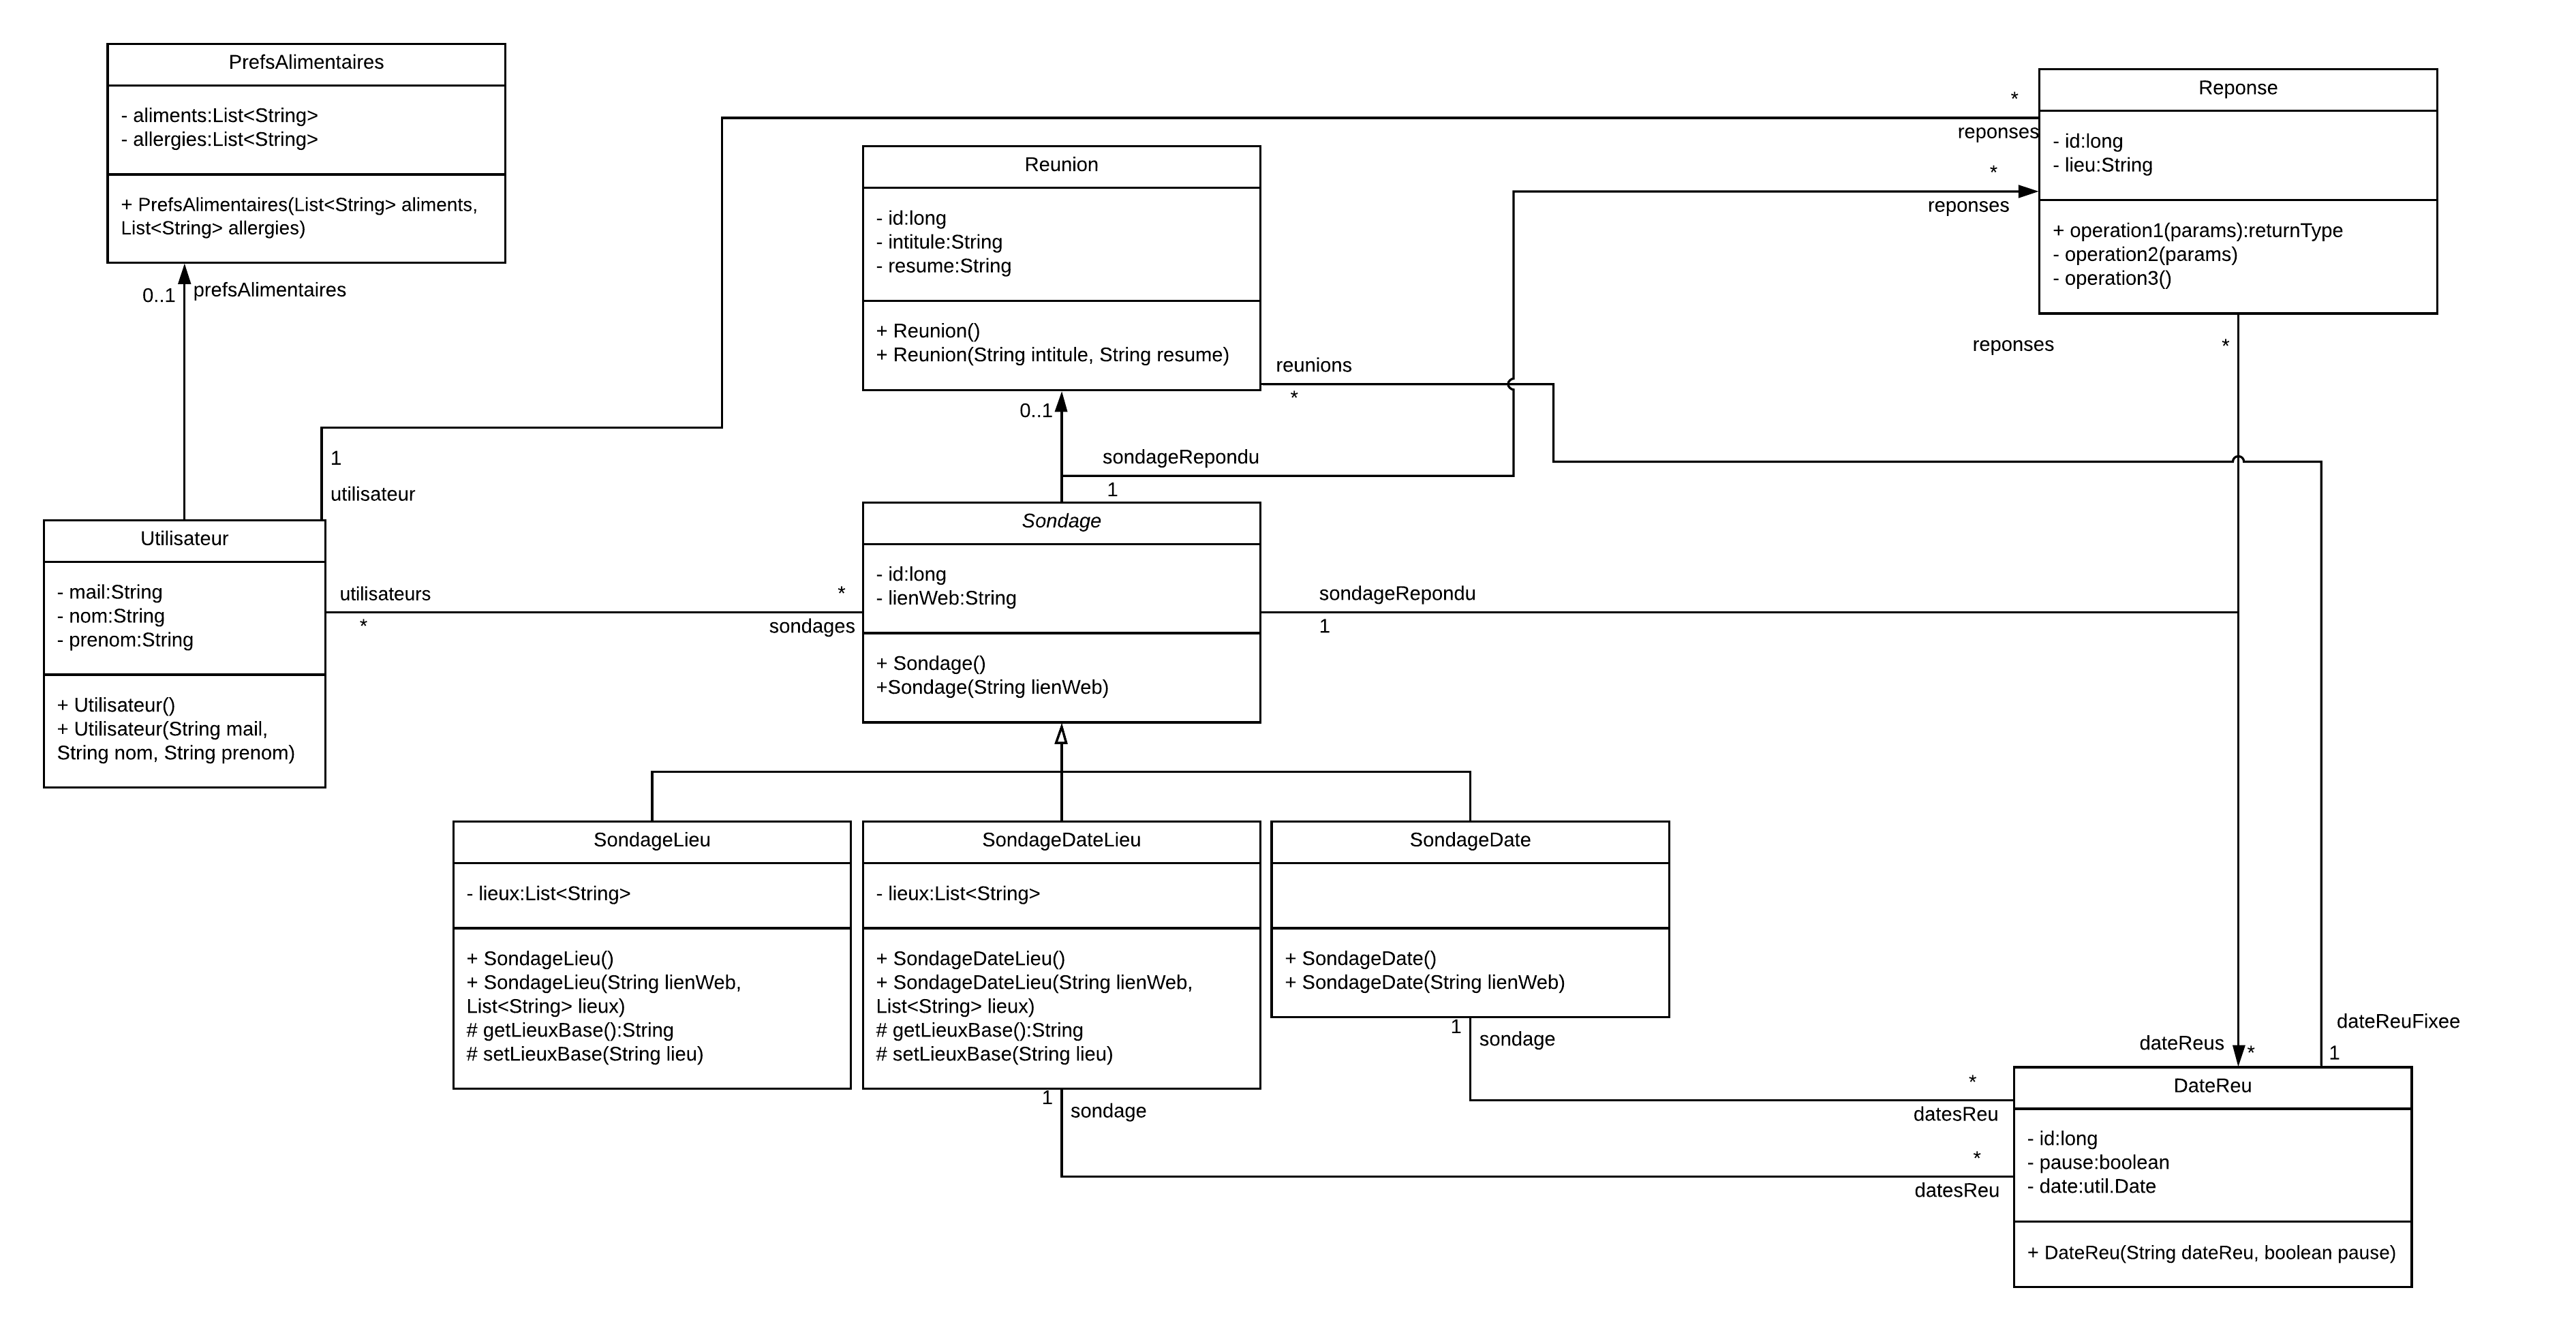 PrefsAlimentaires
- aliments:List<String>
- allergies:List<String>
+ PrefsAlimentaires(List<String> aliments,
List<String> allergies)
0..1
prefsAlimentaires
Reunion
- id:long
- intitule:String
- resume:String
+ Reunion()
+ Reunion(String intitule, String resume)
reunions
*
0..1
sondageRepondu
1
Reponse
- id:long
- lieu:String
+ operation1(params):returnType
- operation2(params)
- operation3()
*
reponses
*
reponses
reponses
*
1
utilisateur
Utilisateur
- mail:String
- nom:String
- prenom:String
+ Utilisateur()
+ Utilisateur(String mail,
String nom, String prenom)
utilisateurs
*
*
sondages
Sondage
- id:long
- lienWeb:String
+ Sondage()
+Sondage(String lienWeb)
sondageRepondu
1
SondageLieu
- lieux:List<String>
+ SondageLieu()
+ SondageLieu(String lienWeb,
List<String> lieux)
# getLieuxBase():String
# setLieuxBase(String lieu)
SondageDateLieu
- lieux:List<String>
+ SondageDateLieu()
+ SondageDateLieu(String lienWeb,
List<String> lieux)
# getLieuxBase():String
# setLieuxBase(String lieu)
SondageDate
+ SondageDate()
+ SondageDate(String lienWeb)
1
sondage
1
sondage
*
datesReu
*
datesReu
dateReus
*
dateReuFixee
1
DateReu
- id:long
- pause:boolean
- date:util.Date
+ DateReu(String dateReu, boolean pause)